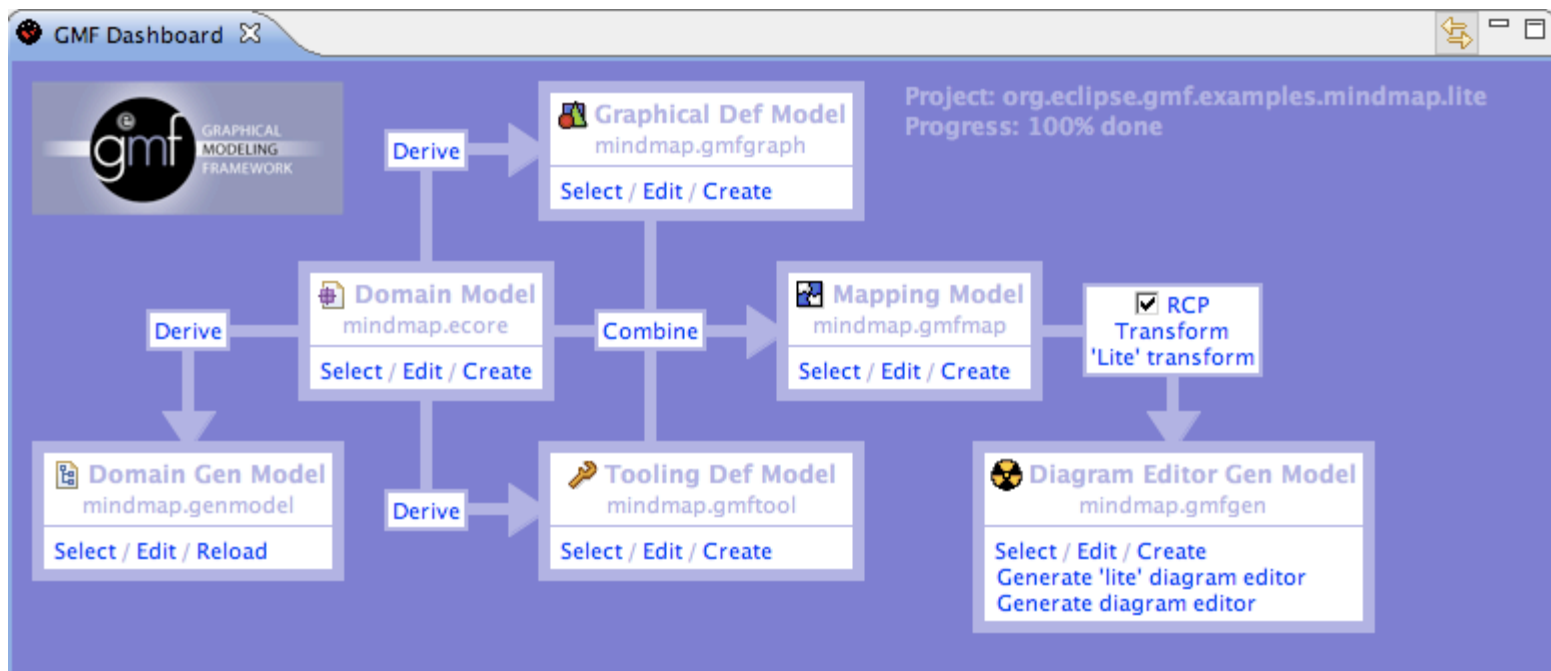 GMF Dashboard
gmf
GRAPHICAL
MODELING
FRAMEWORK
Project: org.eclipse.gmf.examples.mindmap.lite
Progress: 100% done
Derive
Graphical Def Model
mindmap.gmfgraph
Select / Edit / Create
Derive
Domain Model
mindmap.ecore
Select / Edit / Create
Combine
Mapping Model
mindmap.gmfmap
Select / Edit / Create
RCP
Transform
'Lite' transform
Domain Gen Model
mindmap.genmodel
Select / Edit / Reload
Derive
Tooling Def Model
mindmap.gmftool
Select / Edit / Create
Diagram Editor Gen Model
mindmap.gmfgen
Select / Edit / Create
Generate 'lite' diagram editor
Generate diagram editor